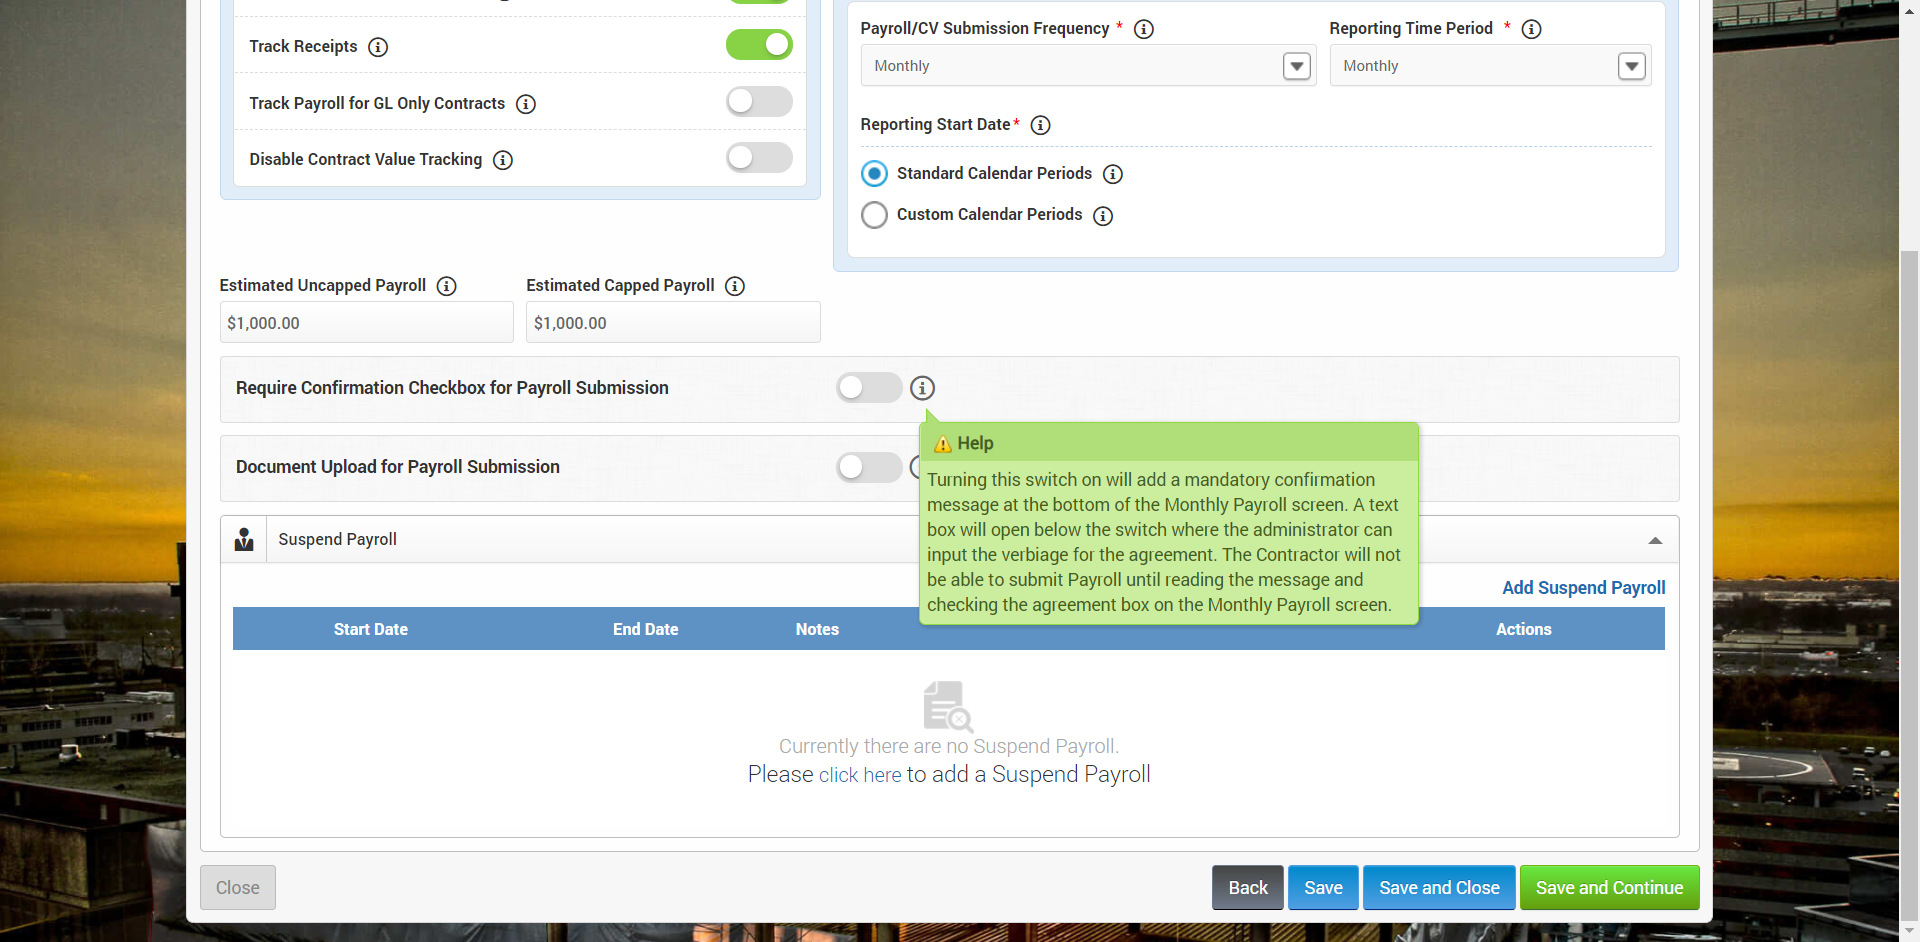 Payroll/CV Submission Frequency *
Reporting Time Period *
Track Receipts
Monthly
Monthly
Track Payroll for GL Only Contracts
Reporting Start Date*
Disable Contract Value Tracking
Standard Calendar Periods
Custom Calendar Periods
Estimated Uncapped Payroll
Estimated Capped Payroll
$1,000.00
$1,000.00
Require Confirmation Checkbox for Payroll Submission
Help
Document Upload for Payroll Submission
Turning this switch on will add a mandatory confirmation
message at the bottom of the Monthly Payroll screen. A text
box will open below the switch where the administrator can
input the verbiage for the agreement. The Contractor will not
be able to submit Payroll until reading the message and
checking the agreement box on the Monthly Payroll screen.
Suspend Payroll
Add Suspend Payroll
Start Date
End Date
Notes
Actions
Currently there are no Suspend Payroll.
Please click here to add a Suspend Payroll
Close
Back
Save
Save and Close
Save and Continue